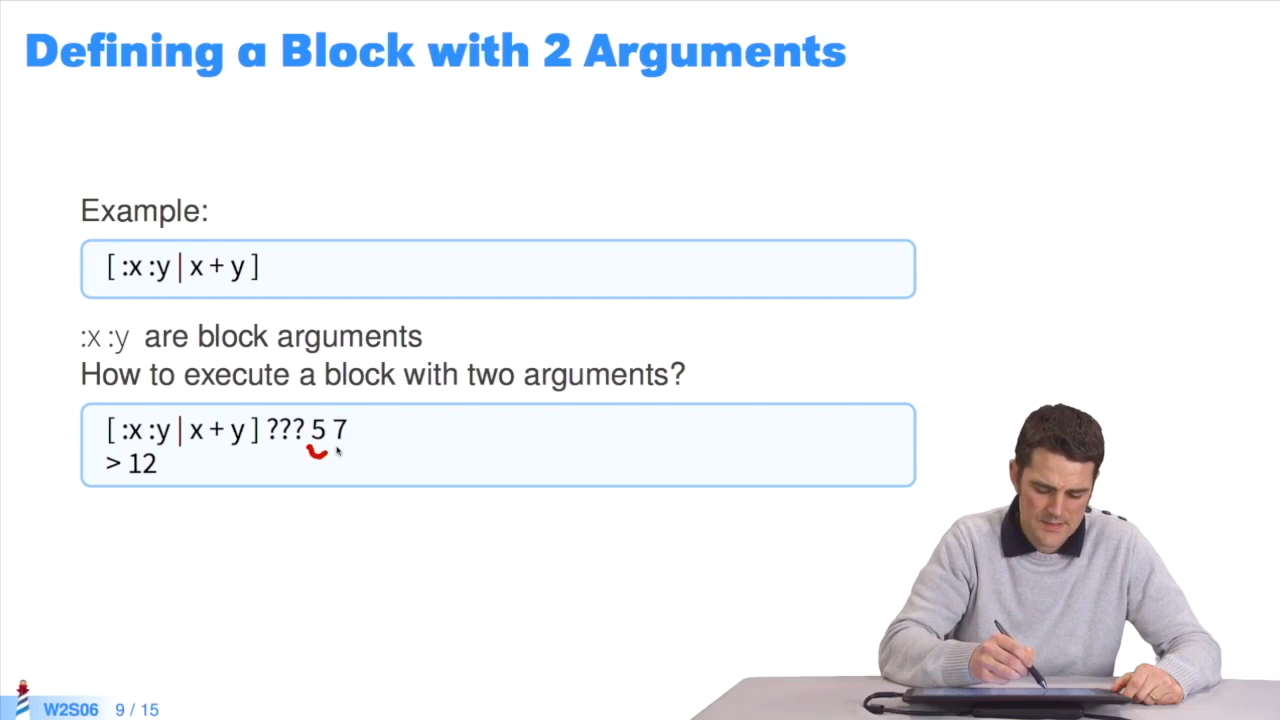 Defining a Block with 2 Arguments
Example:
[ :x :y | x + y ]
:x :y are block arguments
How to execute a block with two arguments?
[ :x :y | x + y ] ??? 5 7
> 12
W2S06 9 / 15